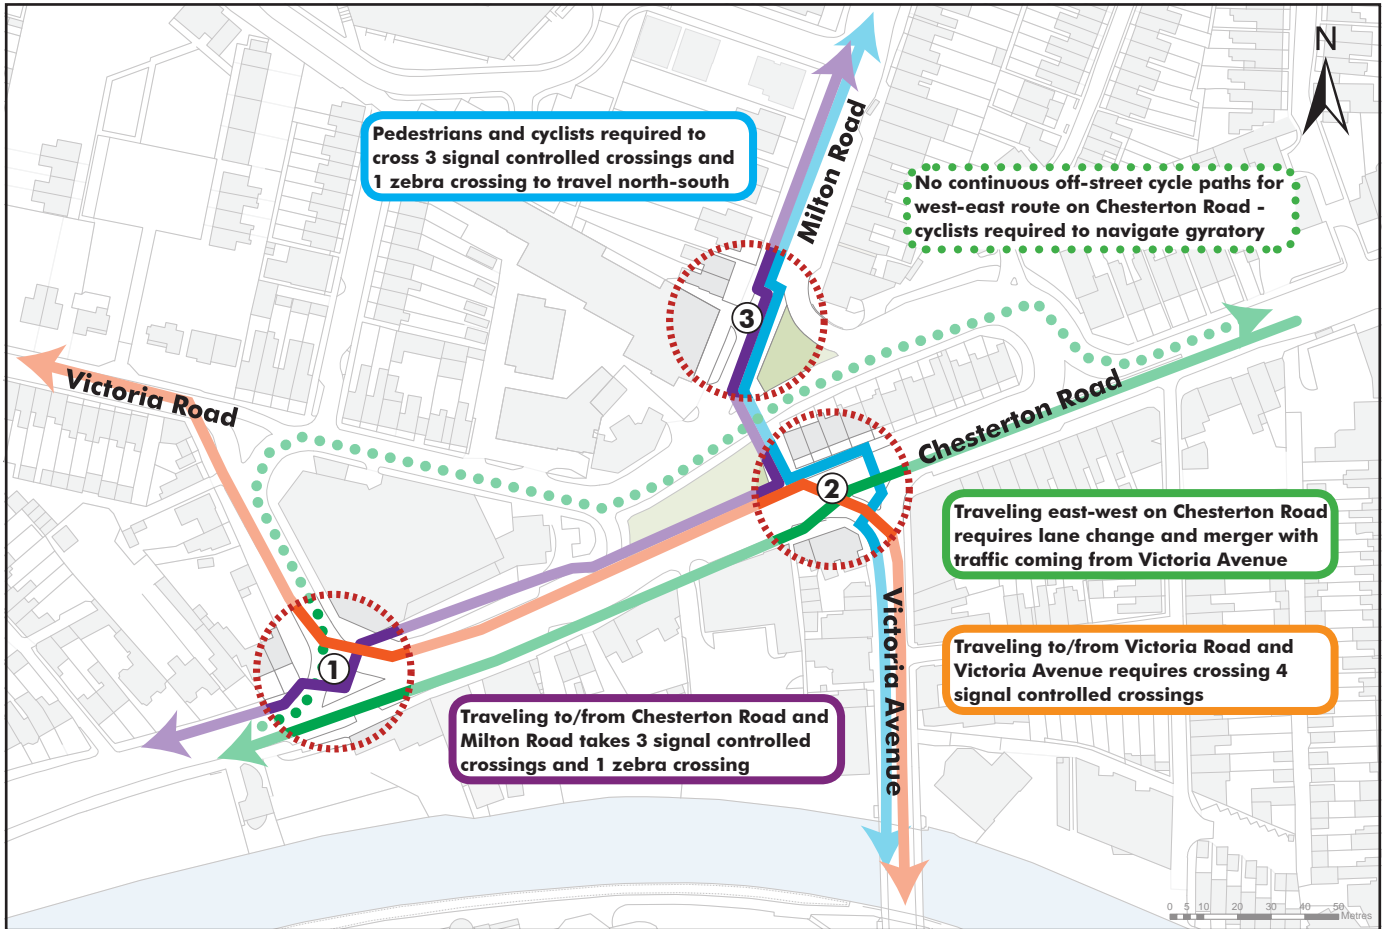 N
Pedestrians and cyclists required to
cross 3 signal controlled crossings and
1 zebra crossing to travel north-south
Milton Road
No continuous off-street cycle paths for
west-east route on Chesterton Road -
cyclists required to navigate gyratory
3
Victoria Road
Chesterton Road
2
Traveling east-west on Chesterton Road
requires lane change and merger with
traffic coming from Victoria Avenue
Victoria Avenue
Traveling to/from Victoria Road and
Victoria Avenue requires crossing 4
signal controlled crossings
1
Traveling to/from Chesterton Road and
Milton Road takes 3 signal controlled
crossings and 1 zebra crossing
0 5 10 20 30 40 50
Metres